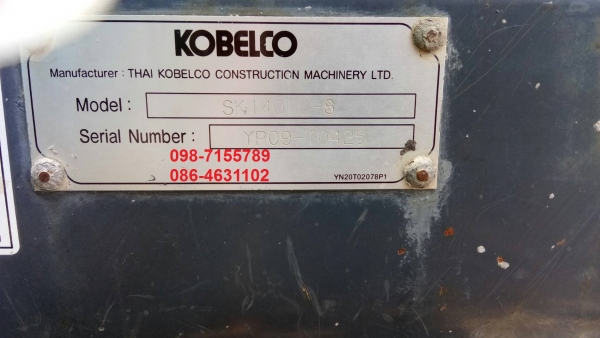 KOBELCO
Manufacturer : THAI KOBELCO CONSTRUCTION MACHINERY LTD.
Model :
Serial Number :
098-7155789
086-4631102
YN20T02078P1